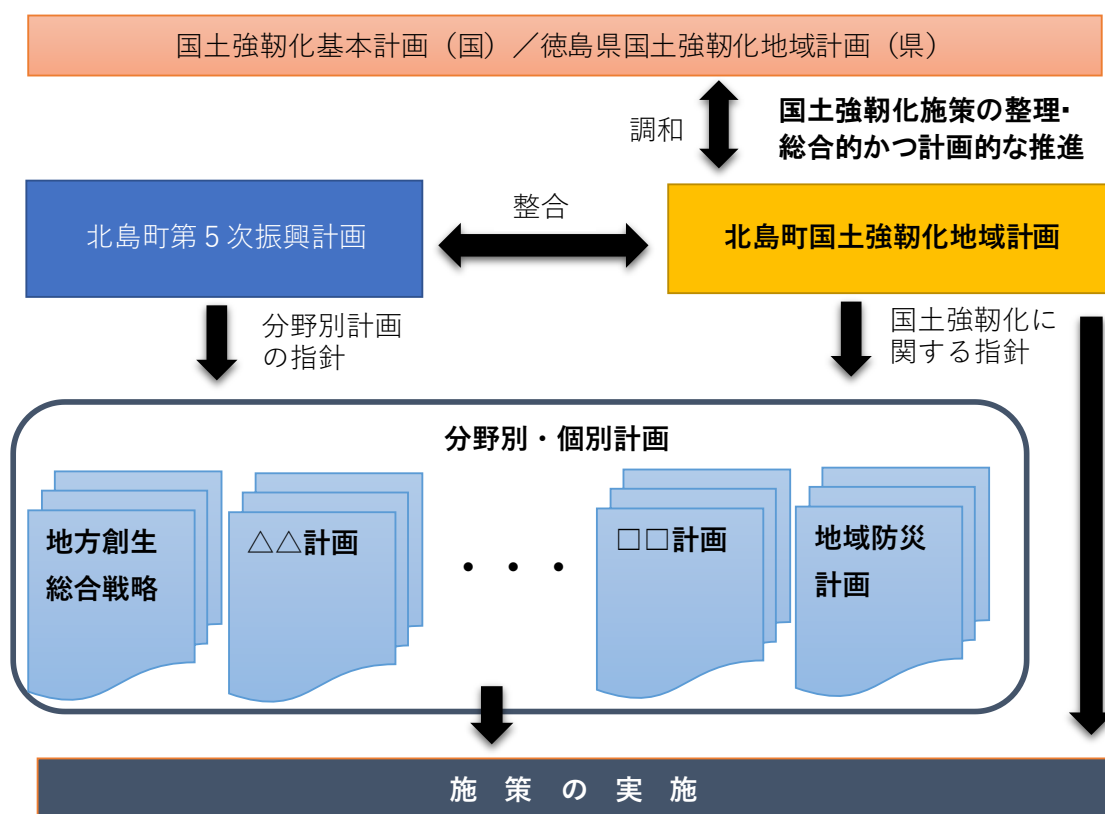 国土強靭化基本計画（国）／徳島県国土強靭化地域計画（県）
調和
国土強靭化施策の整理・
総合的かつ計画的な推進
北島町第５次振興計画
整合
北島町国土強靭化地域計画
分野別計画
の指針
国土強靭化に
関する指針
分野別・個別計画
地方創生
総合戦略
△△計画
・・・
□□計画
地域防災
計画
施策の実施